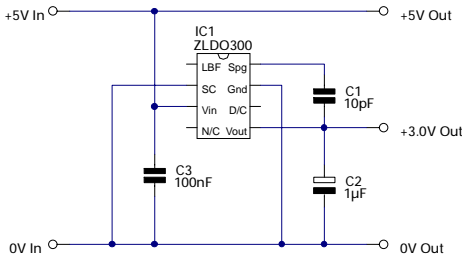 +5V In
+5V Out
IC1
ZLDO300
LBF Spg
SC Gnd
Vin D/C
N/C Vout
C1
10pF
+3.0V Out
C3
100nF
C2
1µF
0V In
0V Out